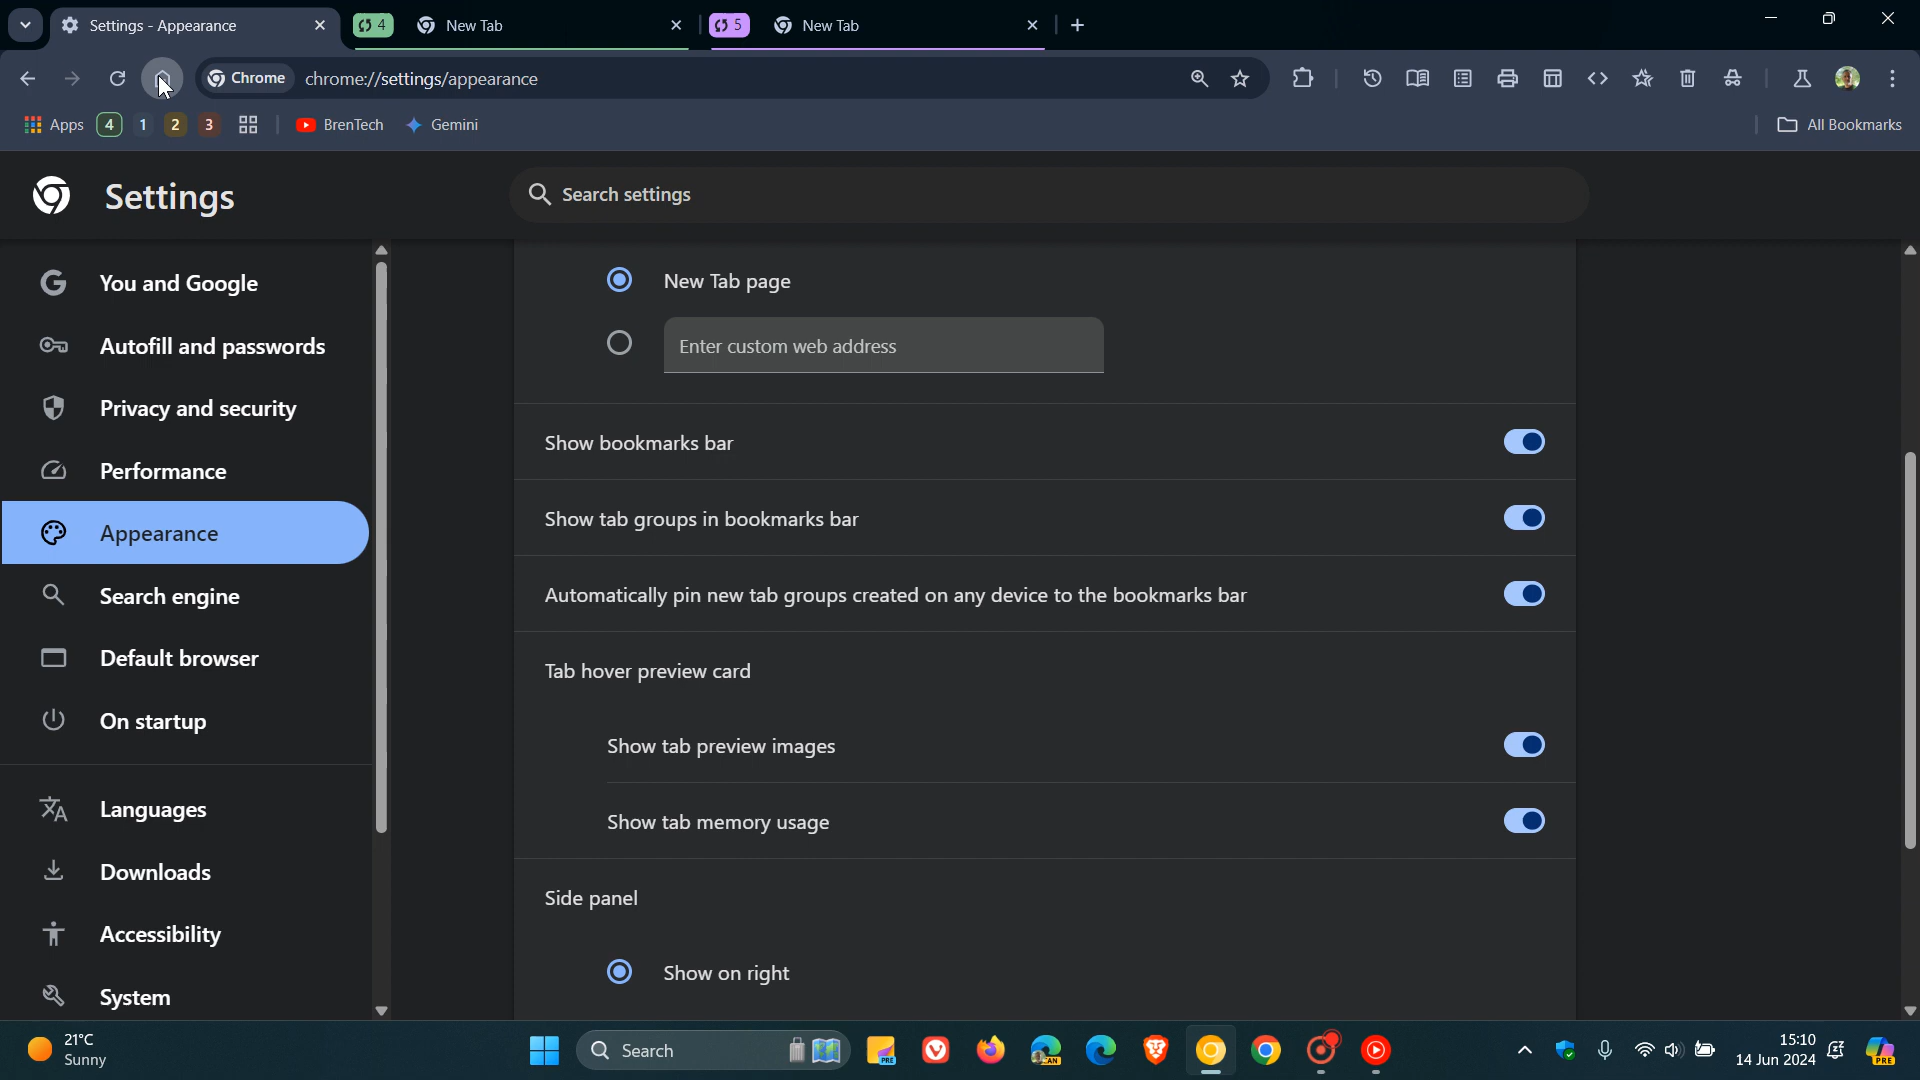 Settings - Appearance
4
New Tab
5
New Tab
Chrome
chrome://settings/appearance
Apps
4
1
2
3
BrenTech
Gemini
All Bookmarks
Settings
Search settings
You and Google
Autofill and passwords
Privacy and security
Performance
Appearance
Search engine
Default browser
On startup
Languages
Downloads
Accessibility
System
New Tab page
Enter custom web address
Show bookmarks bar
Show tab groups in bookmarks bar
Automatically pin new tab groups created on any device to the bookmarks bar
Tab hover preview card
Show tab preview images
Show tab memory usage
Side panel
Show on right
21°C
Sunny
Search
PRE
CAN
15:10
14 Jun 2024
PRE